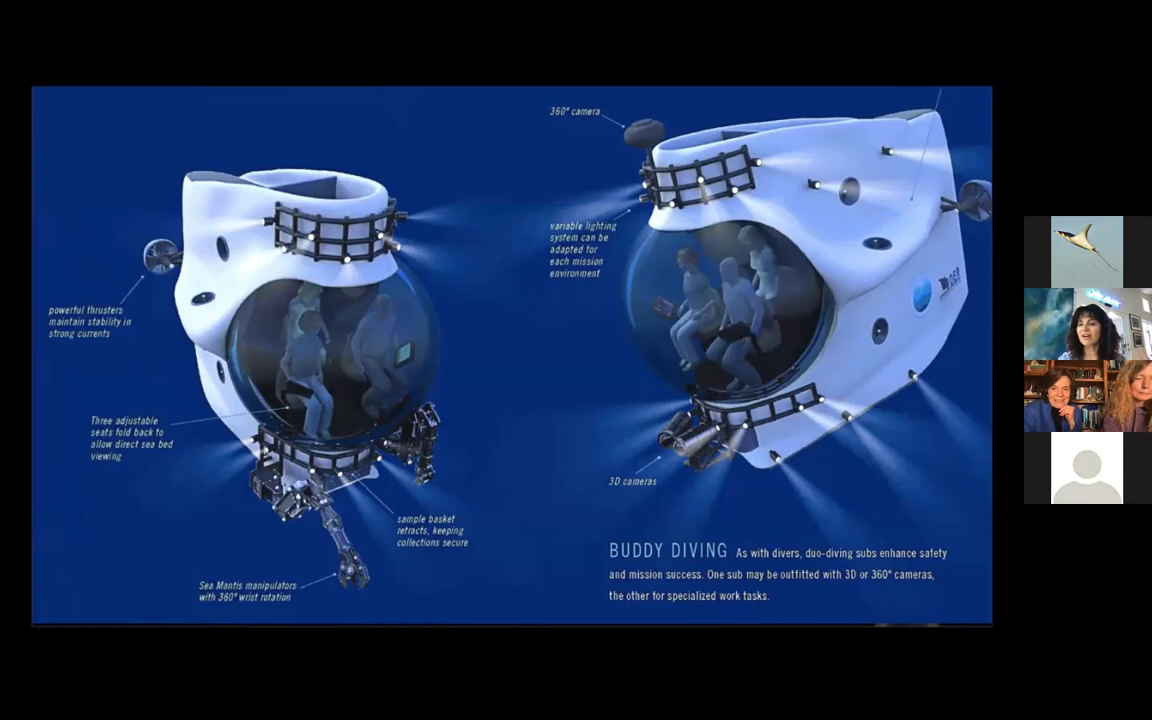 360° camera
variable lighting
system can be
adapted for
each mission
environment
powerful thrusters
maintain stability in
strong currents
Three adjustable
seats fold back to
allow direct sea bed
viewing
sample basket
retracts, keeping
collections secure
Sea Mantis manipulators
with 360° wrist rotation
DOER
3D cameras
BUDDY DIVING As with divers, duo-diving subs enhance safety
and mission success. One sub may be outfitted with 3D or 360° cameras,
the other for specialized work tasks.